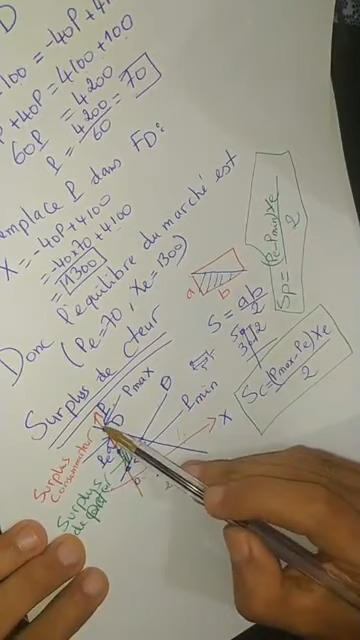 D
100 = -40P + 4
P + 40P = 4100 + 100
60P = 4200
P = 4200/60 = 70
emplace P dans FD:
X = -40P + 4100
= -40x70 + 4100
= 1300
Donc l'équilibre du marché est
(Pe = 70, Xe = 1300)
Surplus de cteur
a
b
S = ab/2
Sp = (Pe - Pmin) Xe / 2
Sc = (Pmax - Pe) Xe / 2
Pmax
D
Pmin
X
Surplus
Consommateur
Surplus
de